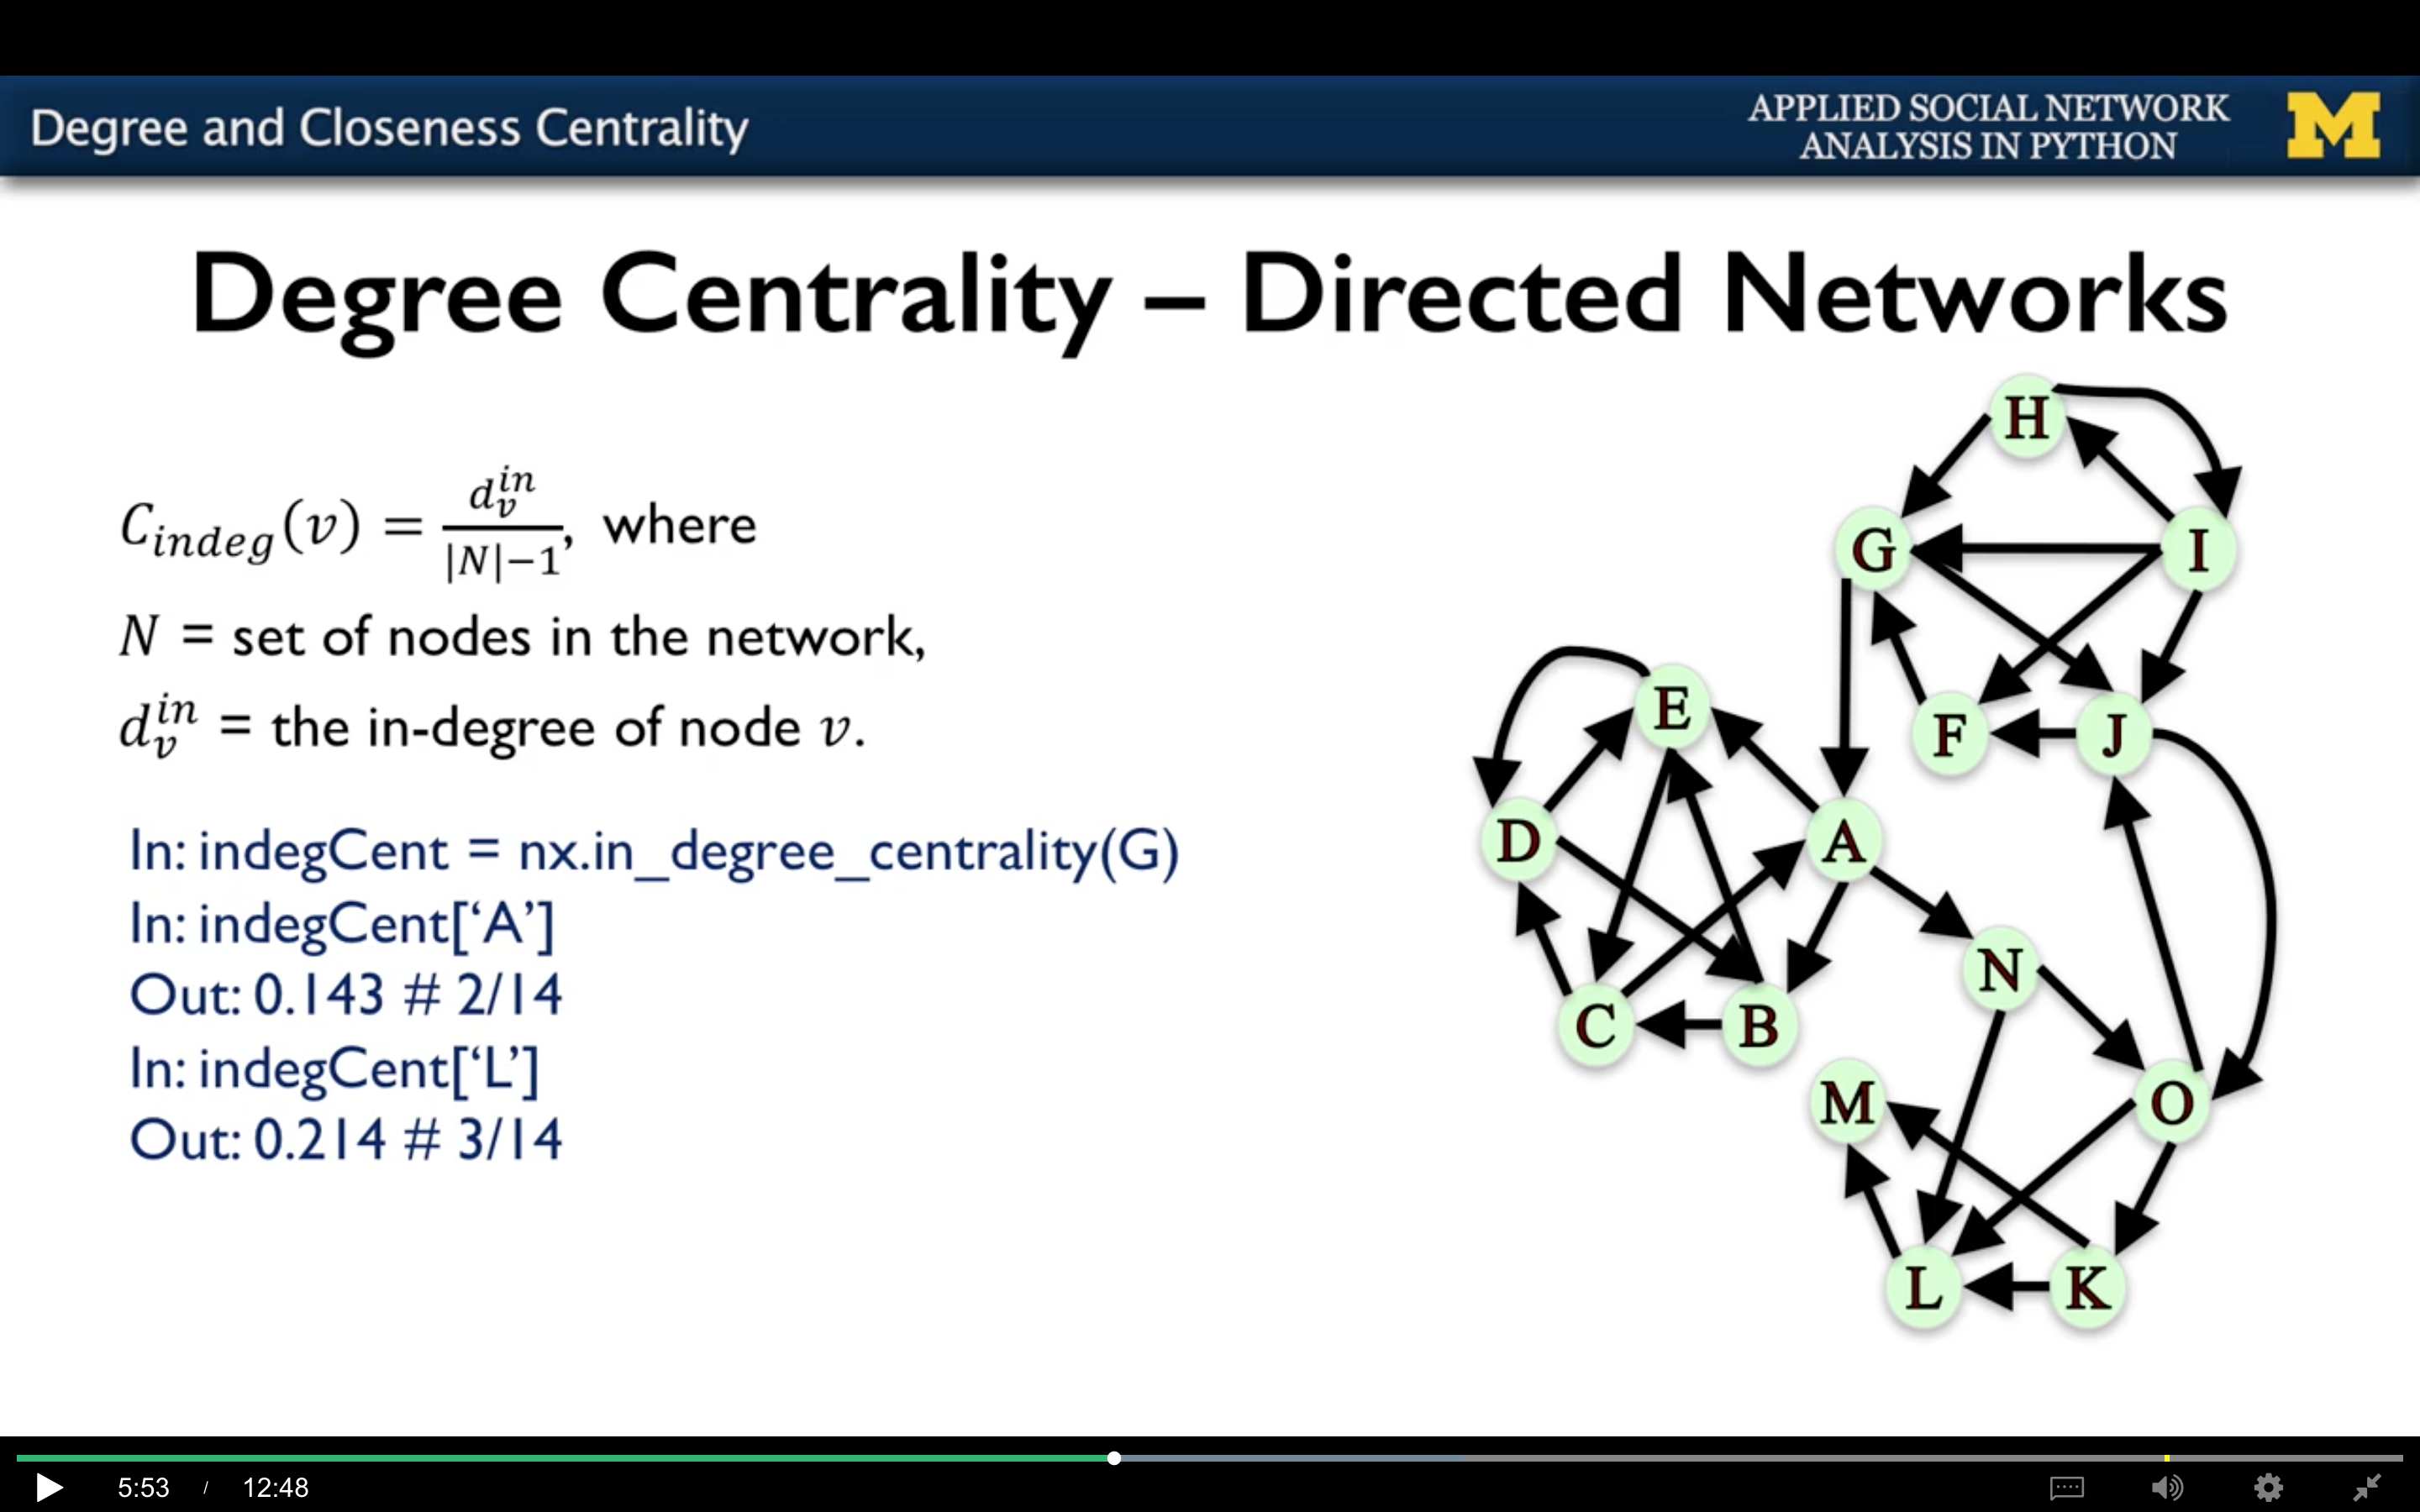 Degree and Closeness Centrality
APPLIED SOCIAL NETWORK
ANALYSIS IN PYTHON
M
Degree Centrality – Directed Networks
C_{indeg}(v) = \frac{d_v^{in}}{|N|-1}, where
N = set of nodes in the network,
d_v^{in} = the in-degree of node v.
In: indegCent = nx.in_degree_centrality(G)
In: indegCent[‘A’]
Out: 0.143 # 2/14
In: indegCent[‘L’]
Out: 0.214 # 3/14
H
G
I
E
F
J
D
A
N
C
B
M
O
L
K
5:53 / 12:48